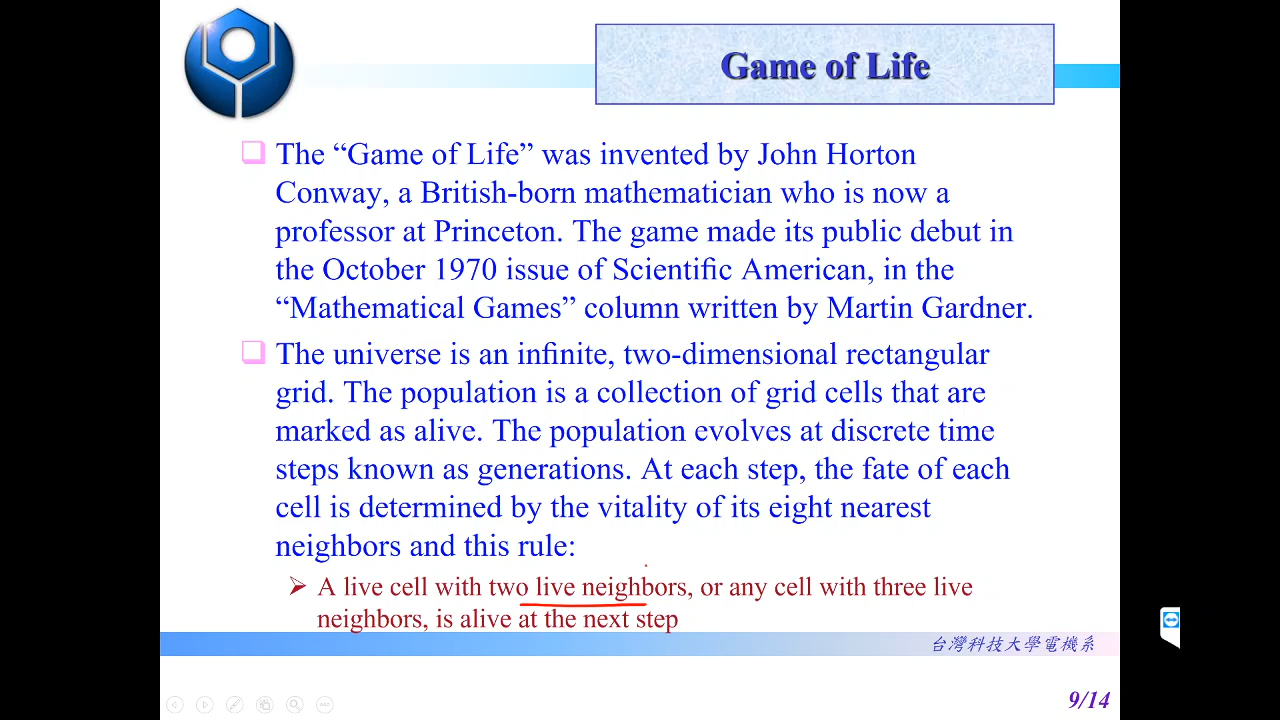 Game of Life
The “Game of Life” was invented by John Horton
Conway, a British-born mathematician who is now a
professor at Princeton. The game made its public debut in
the October 1970 issue of Scientific American, in the
“Mathematical Games” column written by Martin Gardner.
The universe is an infinite, two-dimensional rectangular
grid. The population is a collection of grid cells that are
marked as alive. The population evolves at discrete time
steps known as generations. At each step, the fate of each
cell is determined by the vitality of its eight nearest
neighbors and this rule:
A live cell with two live neighbors, or any cell with three live
neighbors, is alive at the next step
台灣科技大學電機系
9/14